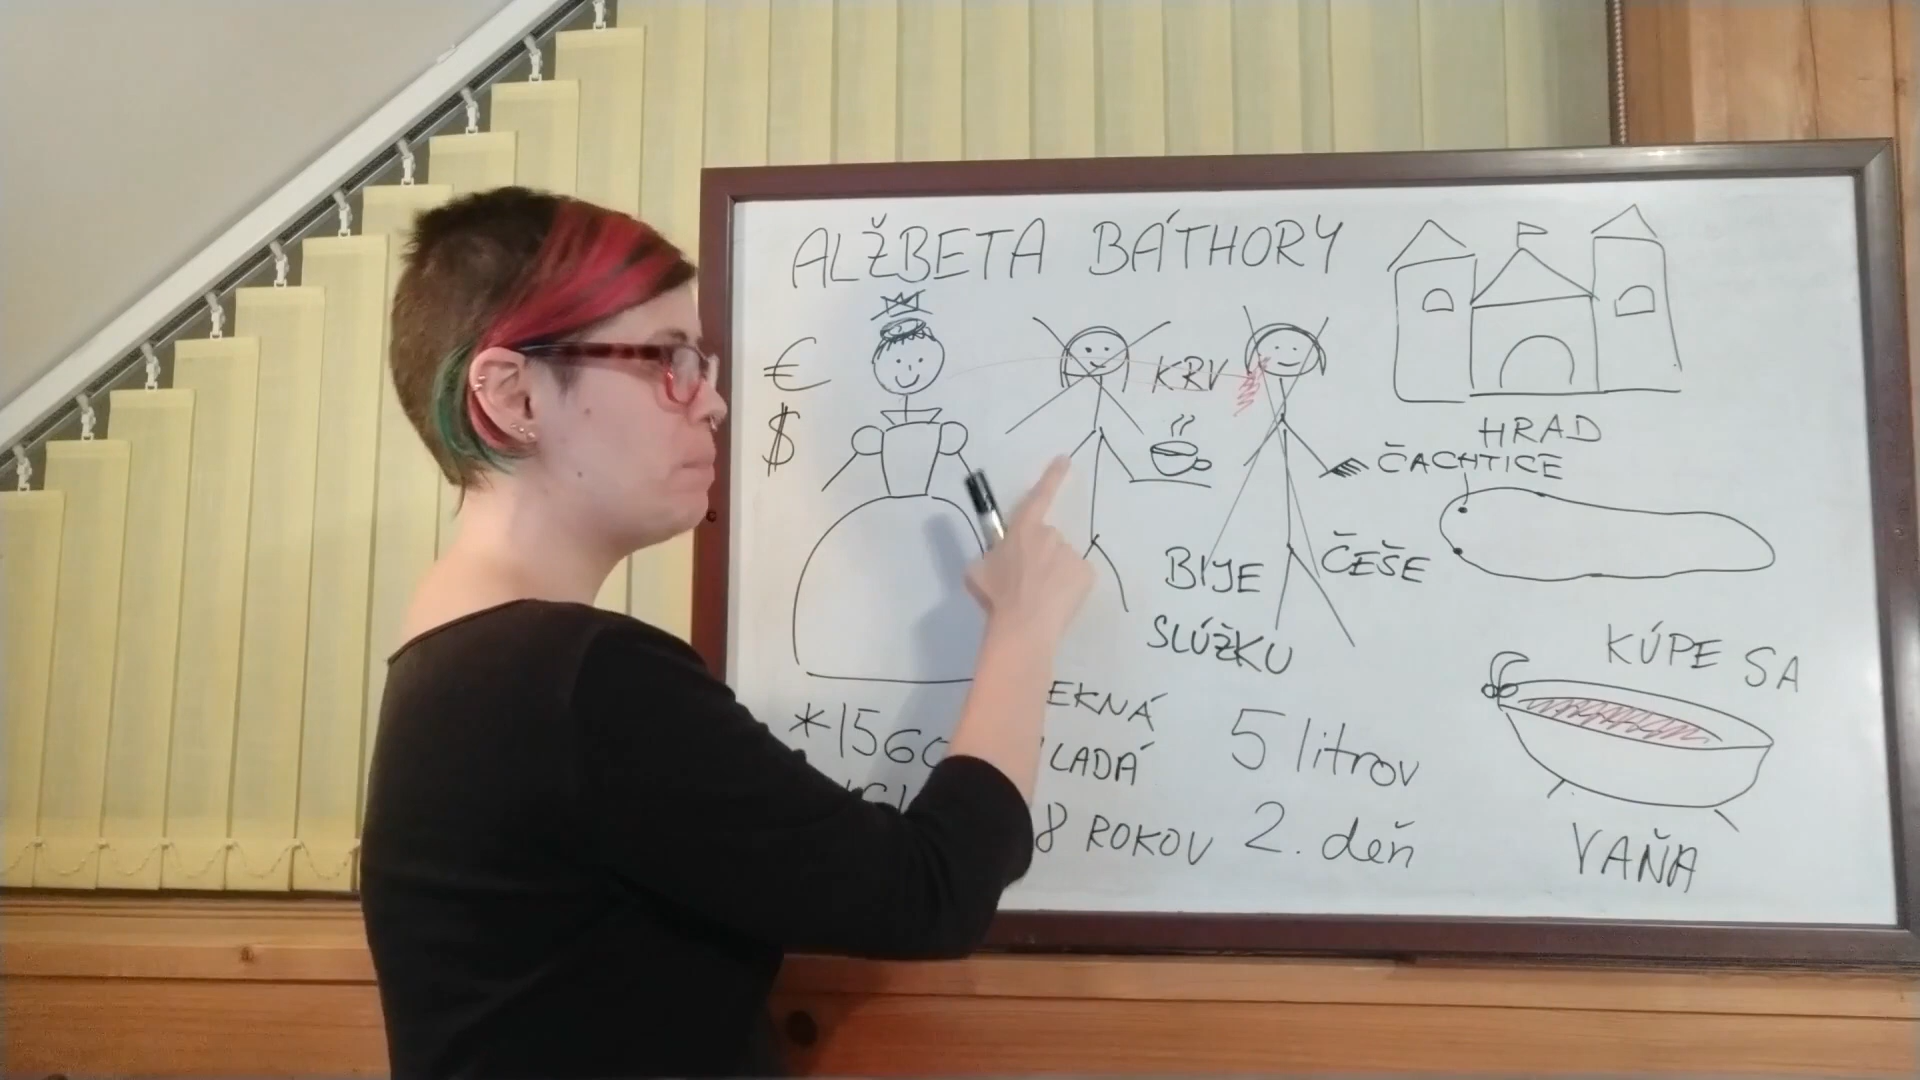 ALŽBETA BÁTHORY
€
$
KRV
HRAD
ČACHTICE
BIJE
SLÚŽKU
ČEŠE
KÚPE SA
*1560
EKNÁ
LADÁ
8 ROKOV
5 litrov
2. deň
VAŇA